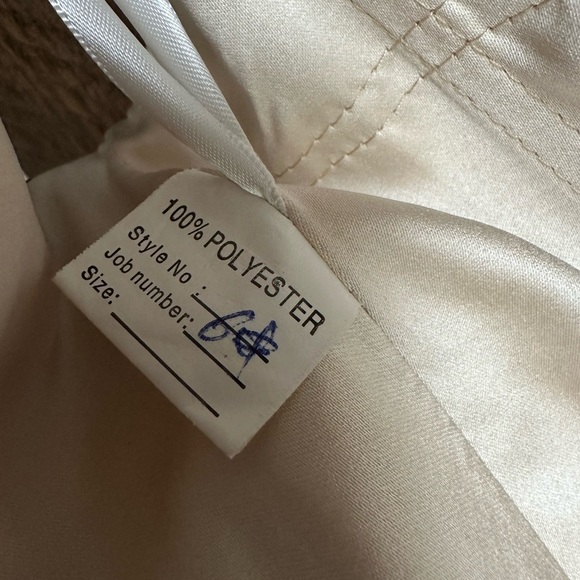 100% POLYESTER
Style No :
Job number:
Size: